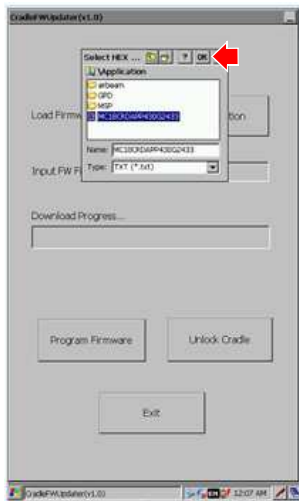 CradleFWUpdater(v1.0)
Select HEX ... ? OK
\Application
airbeam
GPD
MSP
MC18CRDAPP430G2433
Load Firmw
tion
Name: MC18CRDAPP430G2433
Type: TXT (*.txt)
Input FW Fi
Download Progress...
Program Firmware
Unlock Cradle
Exit
CradleFWUpdater(v1.0)
EN
12:07 AM